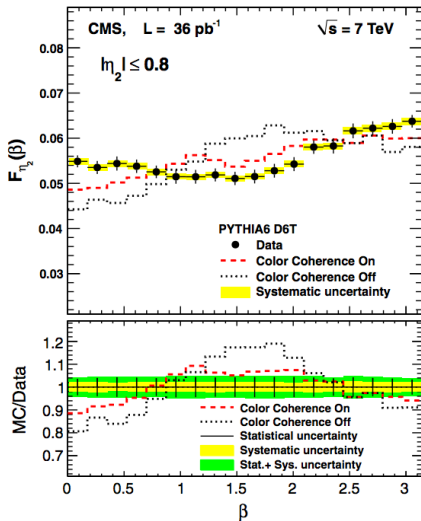 CMS, L = 36 pb⁻¹ √s = 7 TeV
|η₂| ≤ 0.8
F_η₂(β)
0.08
0.07
0.06
0.05
0.04
0.03
PYTHIA6 D6T
Data
Color Coherence On
Color Coherence Off
Systematic uncertainty
MC/Data
1.2
1.1
1
0.9
0.8
0.7
Color Coherence On
Color Coherence Off
Statistical uncertainty
Systematic uncertainty
Stat.+ Sys. uncertainty
0 0.5 1 1.5 2 2.5 3
β